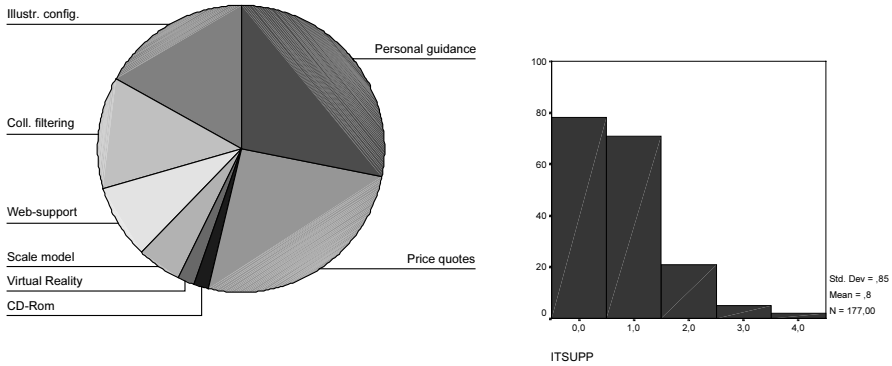 Illustr. config.
Personal guidance
Coll. filtering
Web-support
Scale model
Price quotes
Virtual Reality
CD-Rom
100
80
60
40
20
0
0,0 1,0 2,0 3,0 4,0
ITSUPP
Std. Dev = ,85
Mean = ,8
N = 177,00